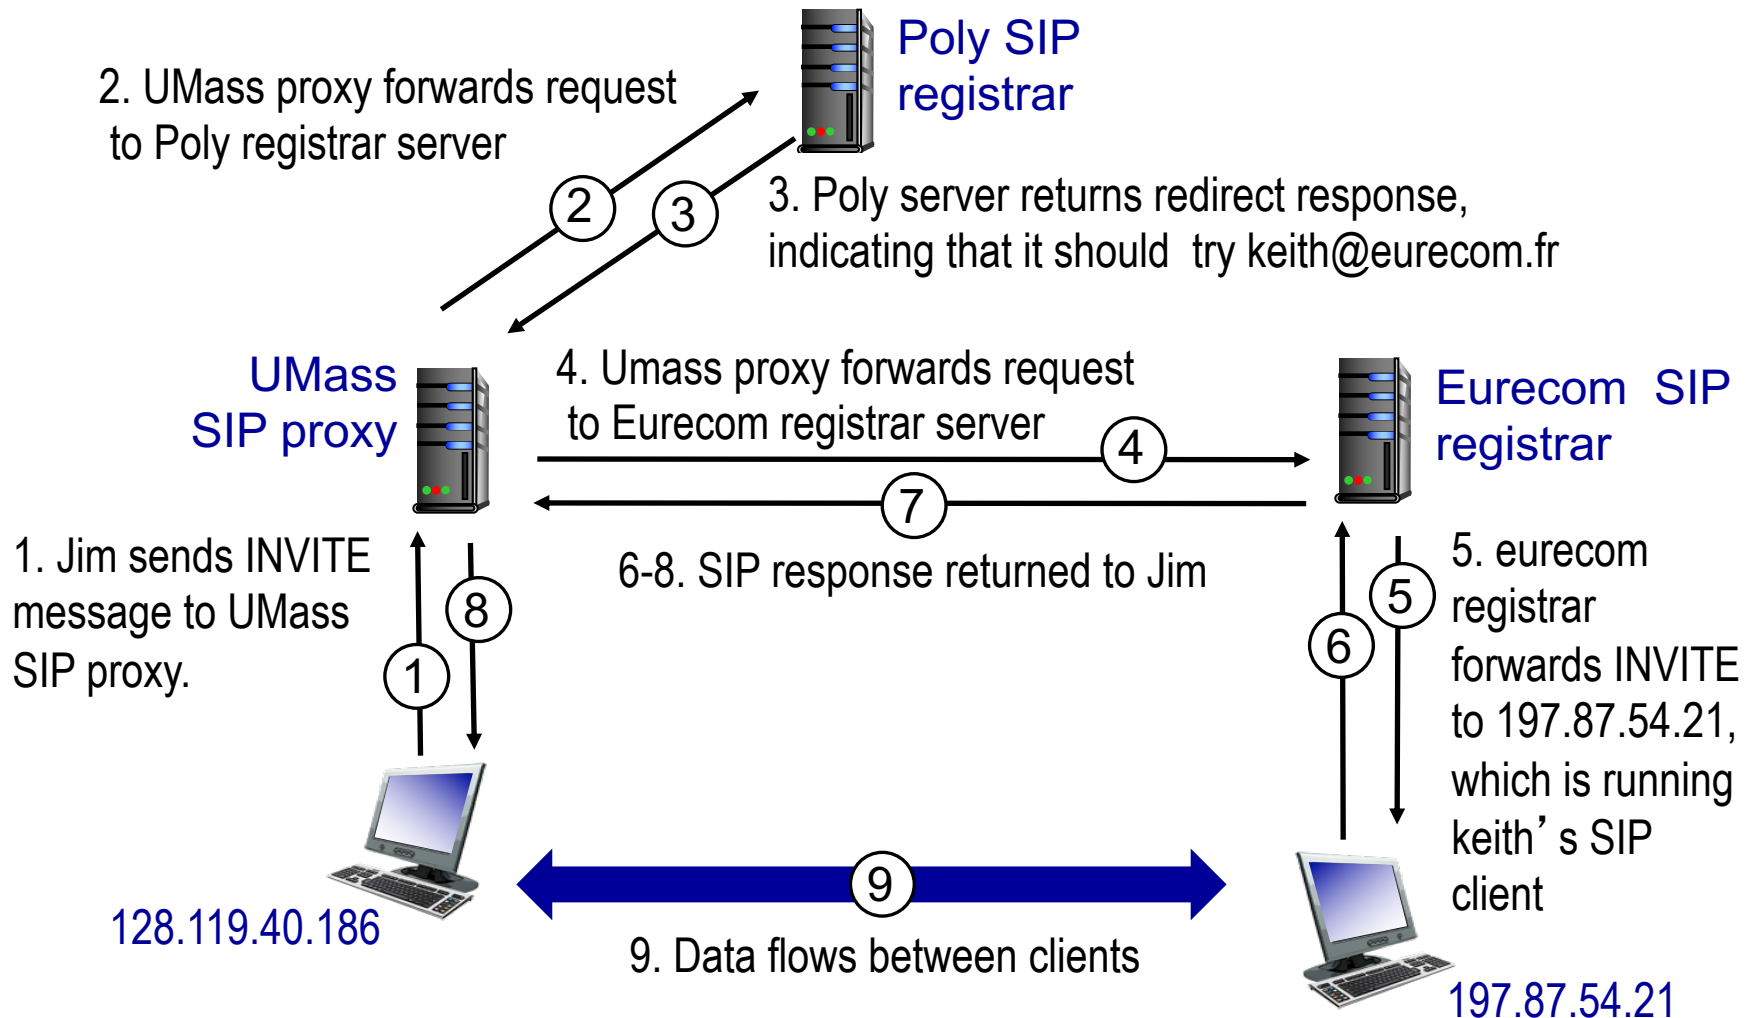 Poly SIP
registrar
2. UMass proxy forwards request
to Poly registrar server
2
3
3. Poly server returns redirect response,
indicating that it should  try keith@eurecom.fr
UMass
SIP proxy
4. Umass proxy forwards request
to Eurecom registrar server
4
Eurecom  SIP
registrar
7
1. Jim sends INVITE
message to UMass
SIP proxy.
8
1
6-8. SIP response returned to Jim
5
6
5. eurecom
registrar
forwards INVITE
to 197.87.54.21,
which is running
keith’s SIP
client
9
128.119.40.186
9. Data flows between clients
197.87.54.21